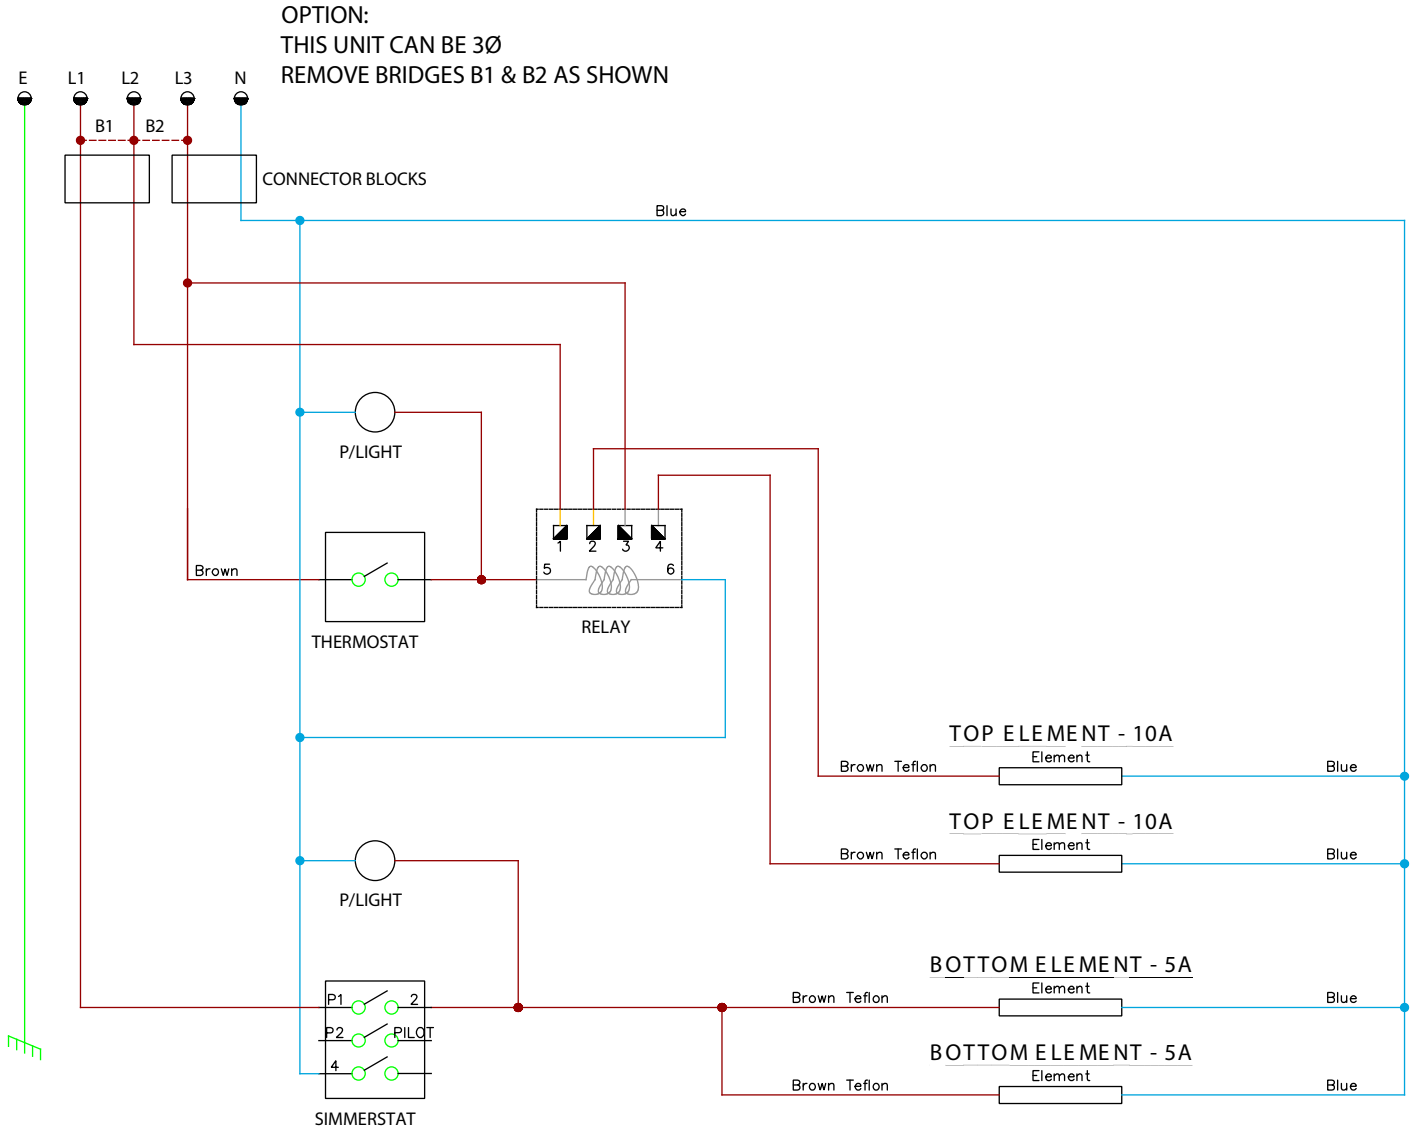 OPTION:
THIS UNIT CAN BE 3Ø
REMOVE BRIDGES B1 & B2 AS SHOWN
E L1 L2 L3 N
B1 B2
CONNECTOR BLOCKS
Blue
P/LIGHT
1 2 3 4
Brown
5 6
THERMOSTAT
RELAY
TOP ELEMENT - 10A
Element
Brown Teflon
Blue
TOP ELEMENT - 10A
Element
Brown Teflon
Blue
P/LIGHT
BOTTOM ELEMENT - 5A
Element
P1 2
Brown Teflon
Blue
P2 PILOT
BOTTOM ELEMENT - 5A
4
Element
Brown Teflon
Blue
SIMMERSTAT